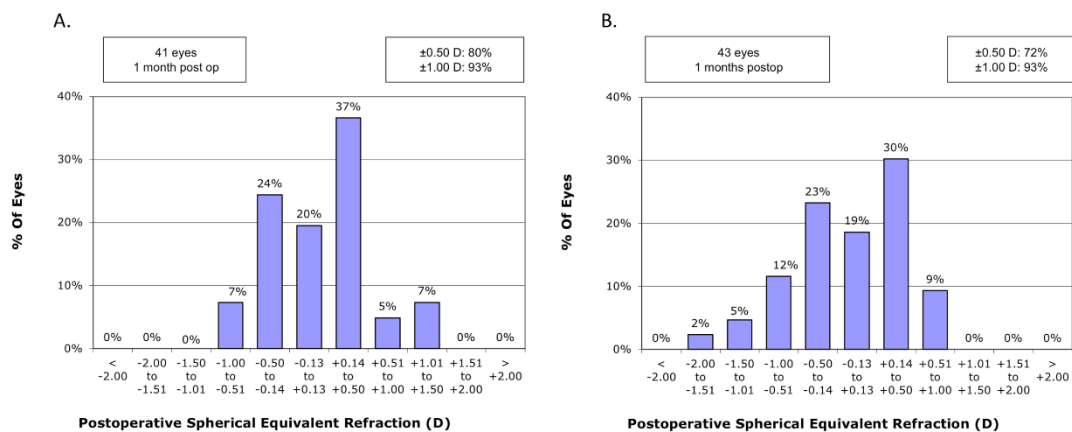 A.
41 eyes
1 month post op
±0.50 D: 80%
±1.00 D: 93%
40%
30%
20%
10%
0%
% Of Eyes
0%
0%
0%
7%
24%
20%
37%
5%
7%
0%
0%
< -2.00
-2.00 to -1.51
-1.50 to -1.01
-1.00 to -0.51
-0.50 to -0.14
-0.13 to +0.13
+0.14 to +0.50
+0.51 to +1.00
+1.01 to +1.50
+1.51 to +2.00
> +2.00
Postoperative Spherical Equivalent Refraction (D)
B.
43 eyes
1 months postop
±0.50 D: 72%
±1.00 D: 93%
40%
30%
20%
10%
0%
% Of Eyes
0%
2%
5%
12%
23%
19%
30%
9%
0%
0%
0%
< -2.00
-2.00 to -1.51
-1.50 to -1.01
-1.00 to -0.51
-0.50 to -0.14
-0.13 to +0.13
+0.14 to +0.50
+0.51 to +1.00
+1.01 to +1.50
+1.51 to +2.00
> +2.00
Postoperative Spherical Equivalent Refraction (D)